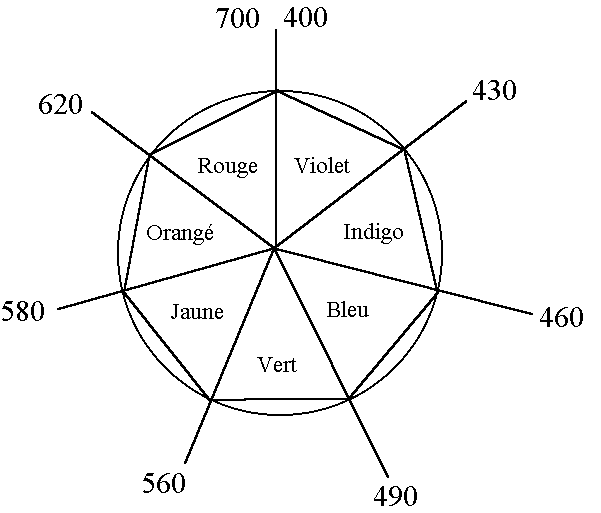 700 400
620
430
Rouge
Violet
Orangé
Indigo
580
Jaune
Bleu
460
Vert
560
490